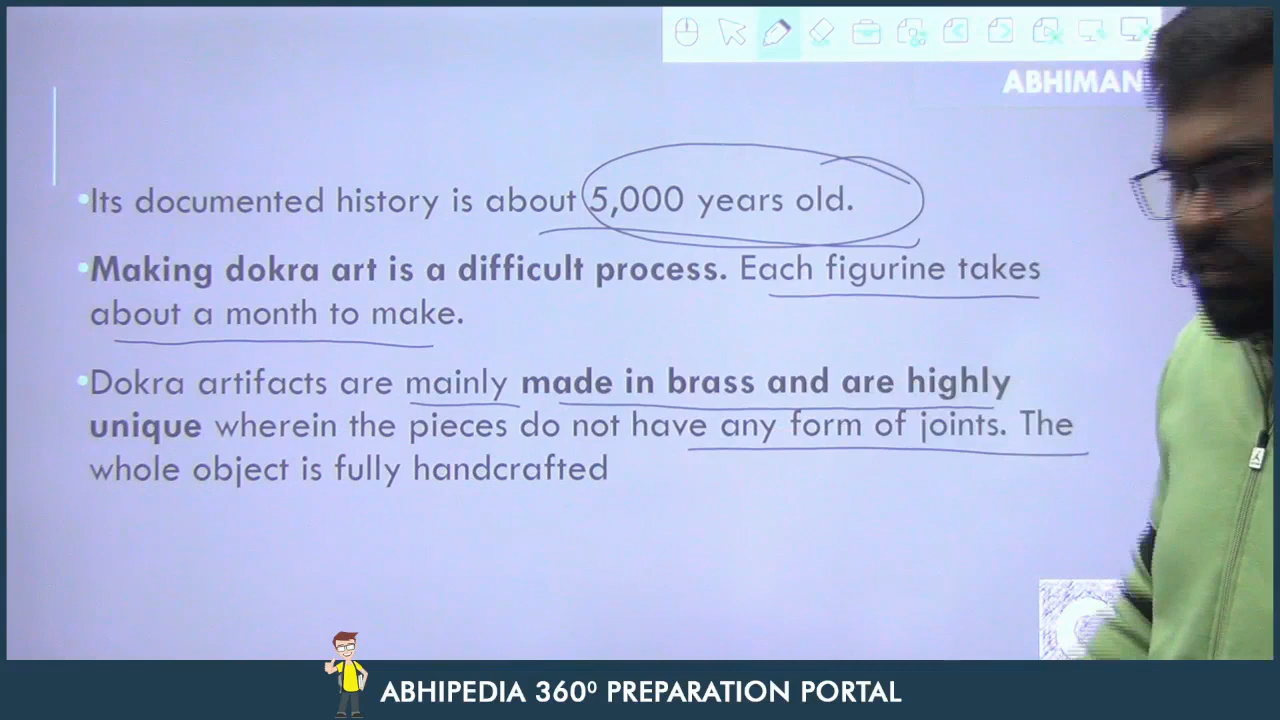 ABHIMAN
•Its documented history is about 5,000 years old.
•Making dokra art is a difficult process. Each figurine takes
about a month to make.
•Dokra artifacts are mainly made in brass and are highly
unique wherein the pieces do not have any form of joints. The
whole object is fully handcrafted
ABHIPEDIA 360⁰ PREPARATION PORTAL